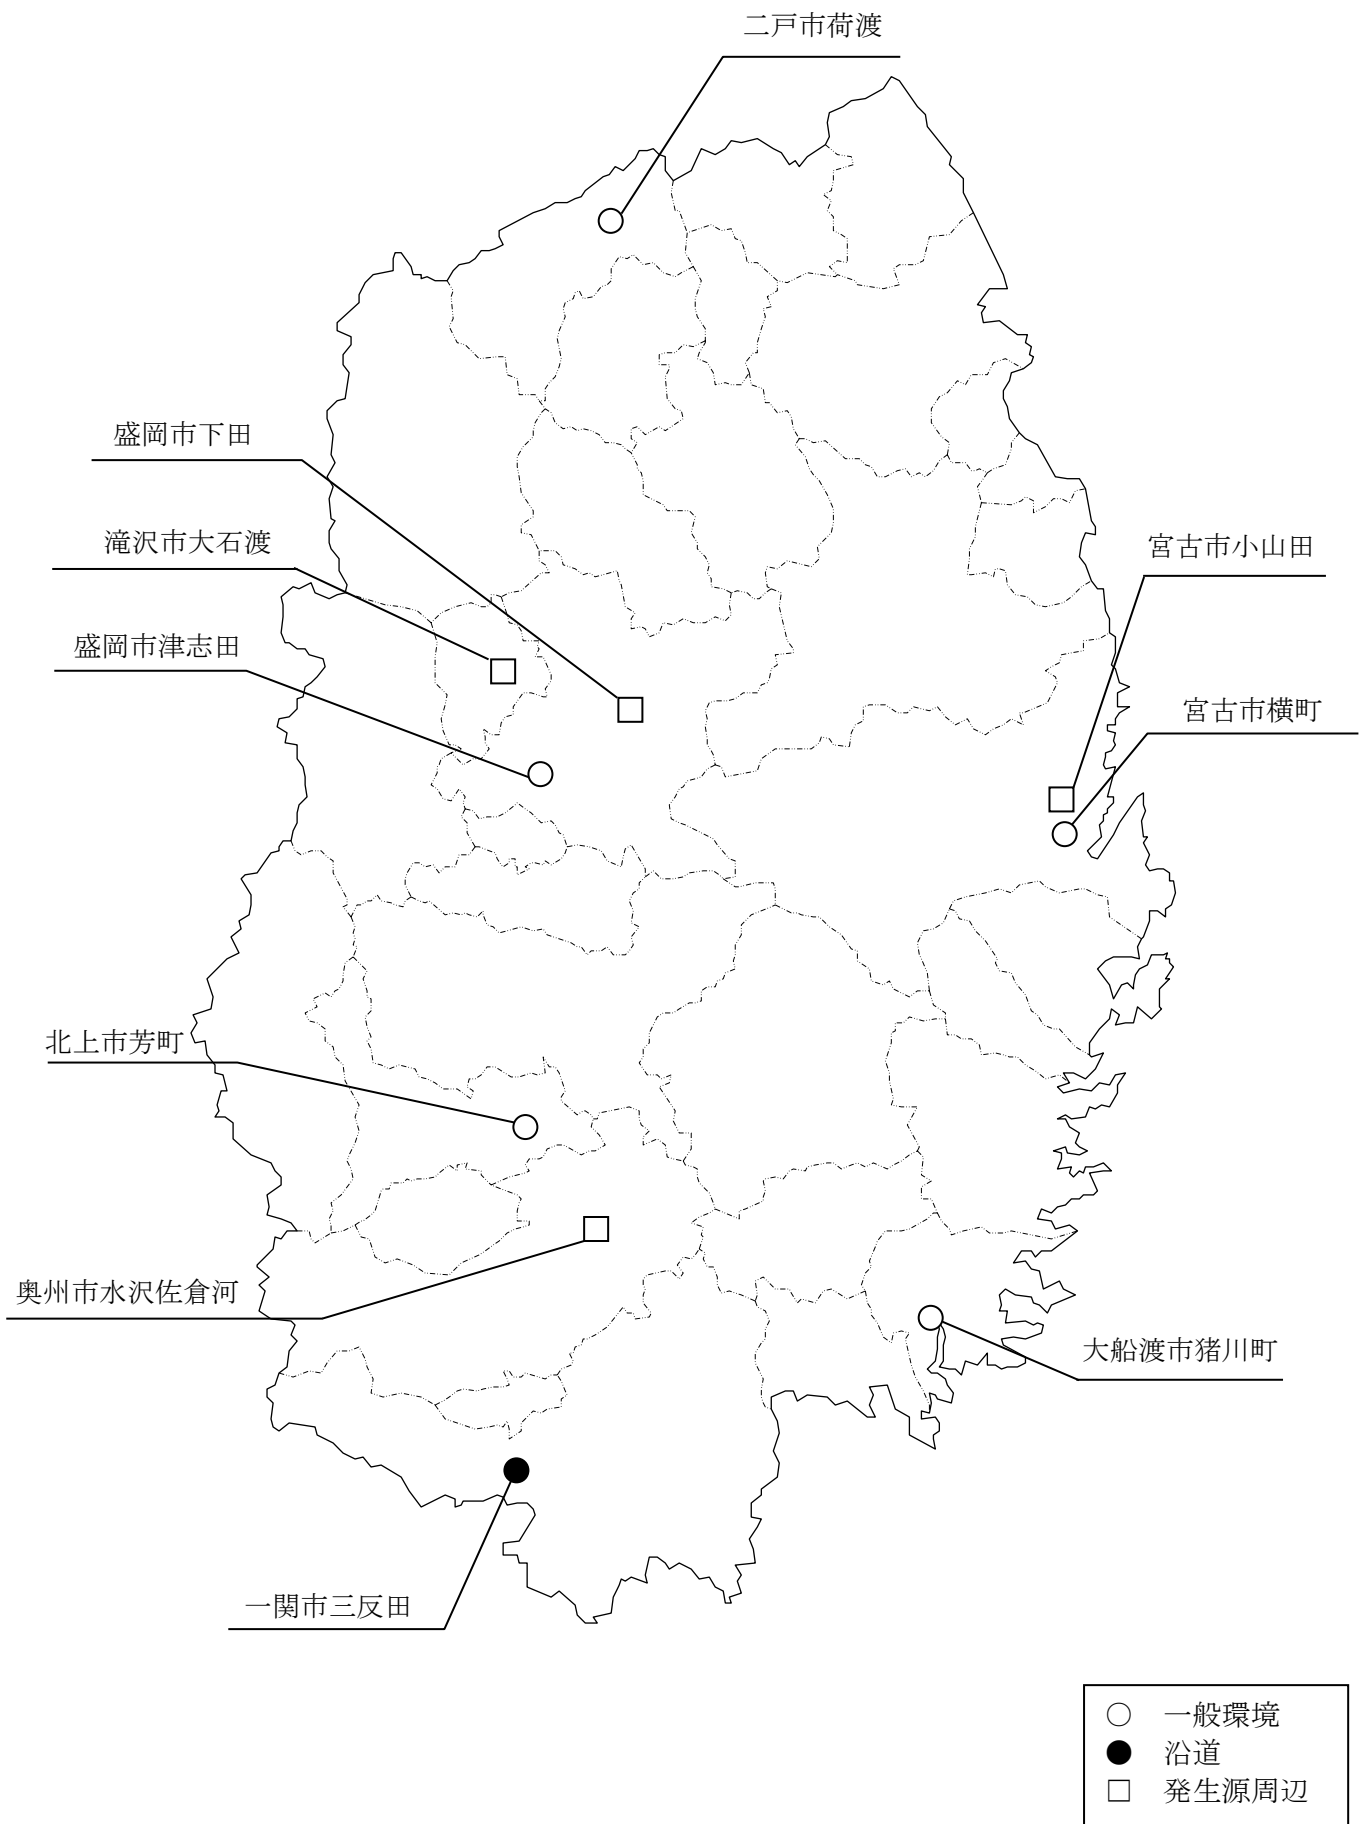 二戸市荷渡
盛岡市下田
滝沢市大石渡
宮古市小山田
盛岡市津志田
宮古市横町
北上市芳町
奥州市水沢佐倉河
大船渡市猪川町
一関市三反田
○ 一般環境
● 沿道
□ 発生源周辺